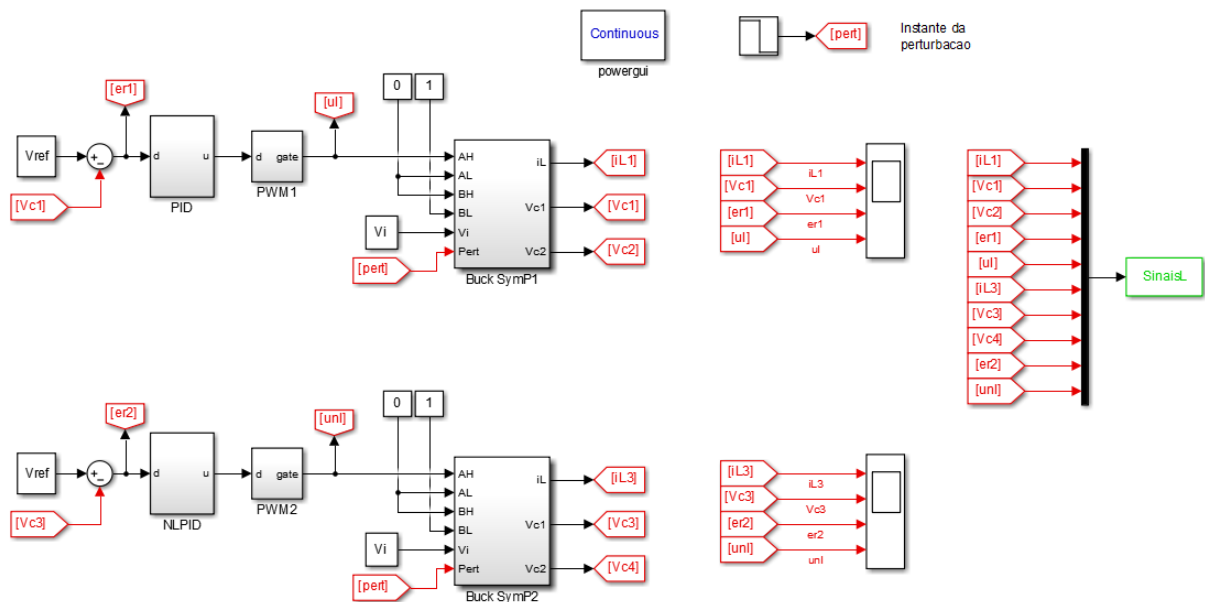 Continuous
powergui
[pert]
Instante da
perturbacao
[er1]
0
1
[ul]
Vref
+
-
d
u
PID
d
gate
PWM1
[Vc1]
AH
AL
BH
BL
Vi
Pert
iL
Vc1
Vc2
Buck SymP1
Vi
[pert]
[iL1]
[Vc1]
[Vc2]
[iL1]
[Vc1]
[er1]
[ul]
iL1
Vc1
er1
ul
[iL1]
[Vc1]
[Vc2]
[er1]
[ul]
[iL3]
[Vc3]
[Vc4]
[er2]
[unl]
SinaisL
[er2]
0
1
[unl]
Vref
+
-
d
u
NLPID
d
gate
PWM2
[Vc3]
AH
AL
BH
BL
Vi
Pert
iL
Vc1
Vc2
Buck SymP2
Vi
[pert]
[iL3]
[Vc3]
[Vc4]
[iL3]
[Vc3]
[er2]
[unl]
iL3
Vc3
er2
unl